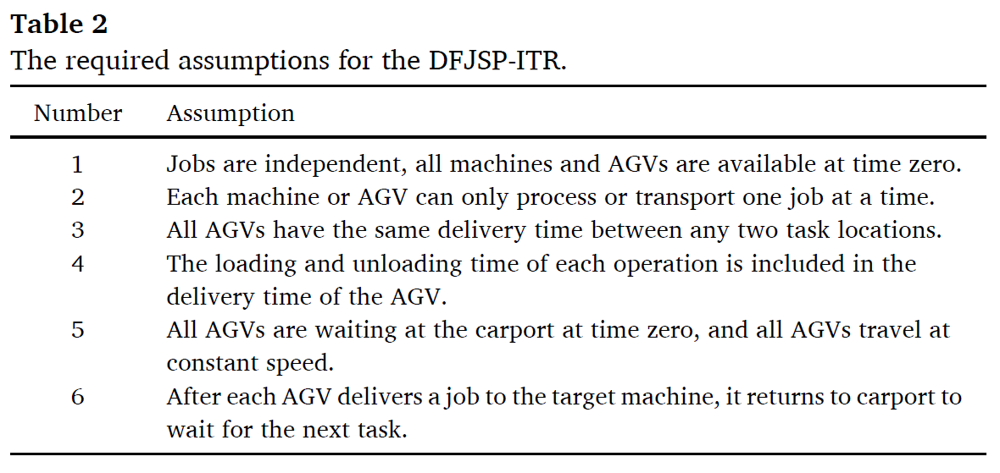 Table 2
The required assumptions for the DFJSP-ITR.
Number Assumption
1 Jobs are independent, all machines and AGVs are available at time zero.
2 Each machine or AGV can only process or transport one job at a time.
3 All AGVs have the same delivery time between any two task locations.
4 The loading and unloading time of each operation is included in the
delivery time of the AGV.
5 All AGVs are waiting at the carport at time zero, and all AGVs travel at
constant speed.
6 After each AGV delivers a job to the target machine, it returns to carport to
wait for the next task.